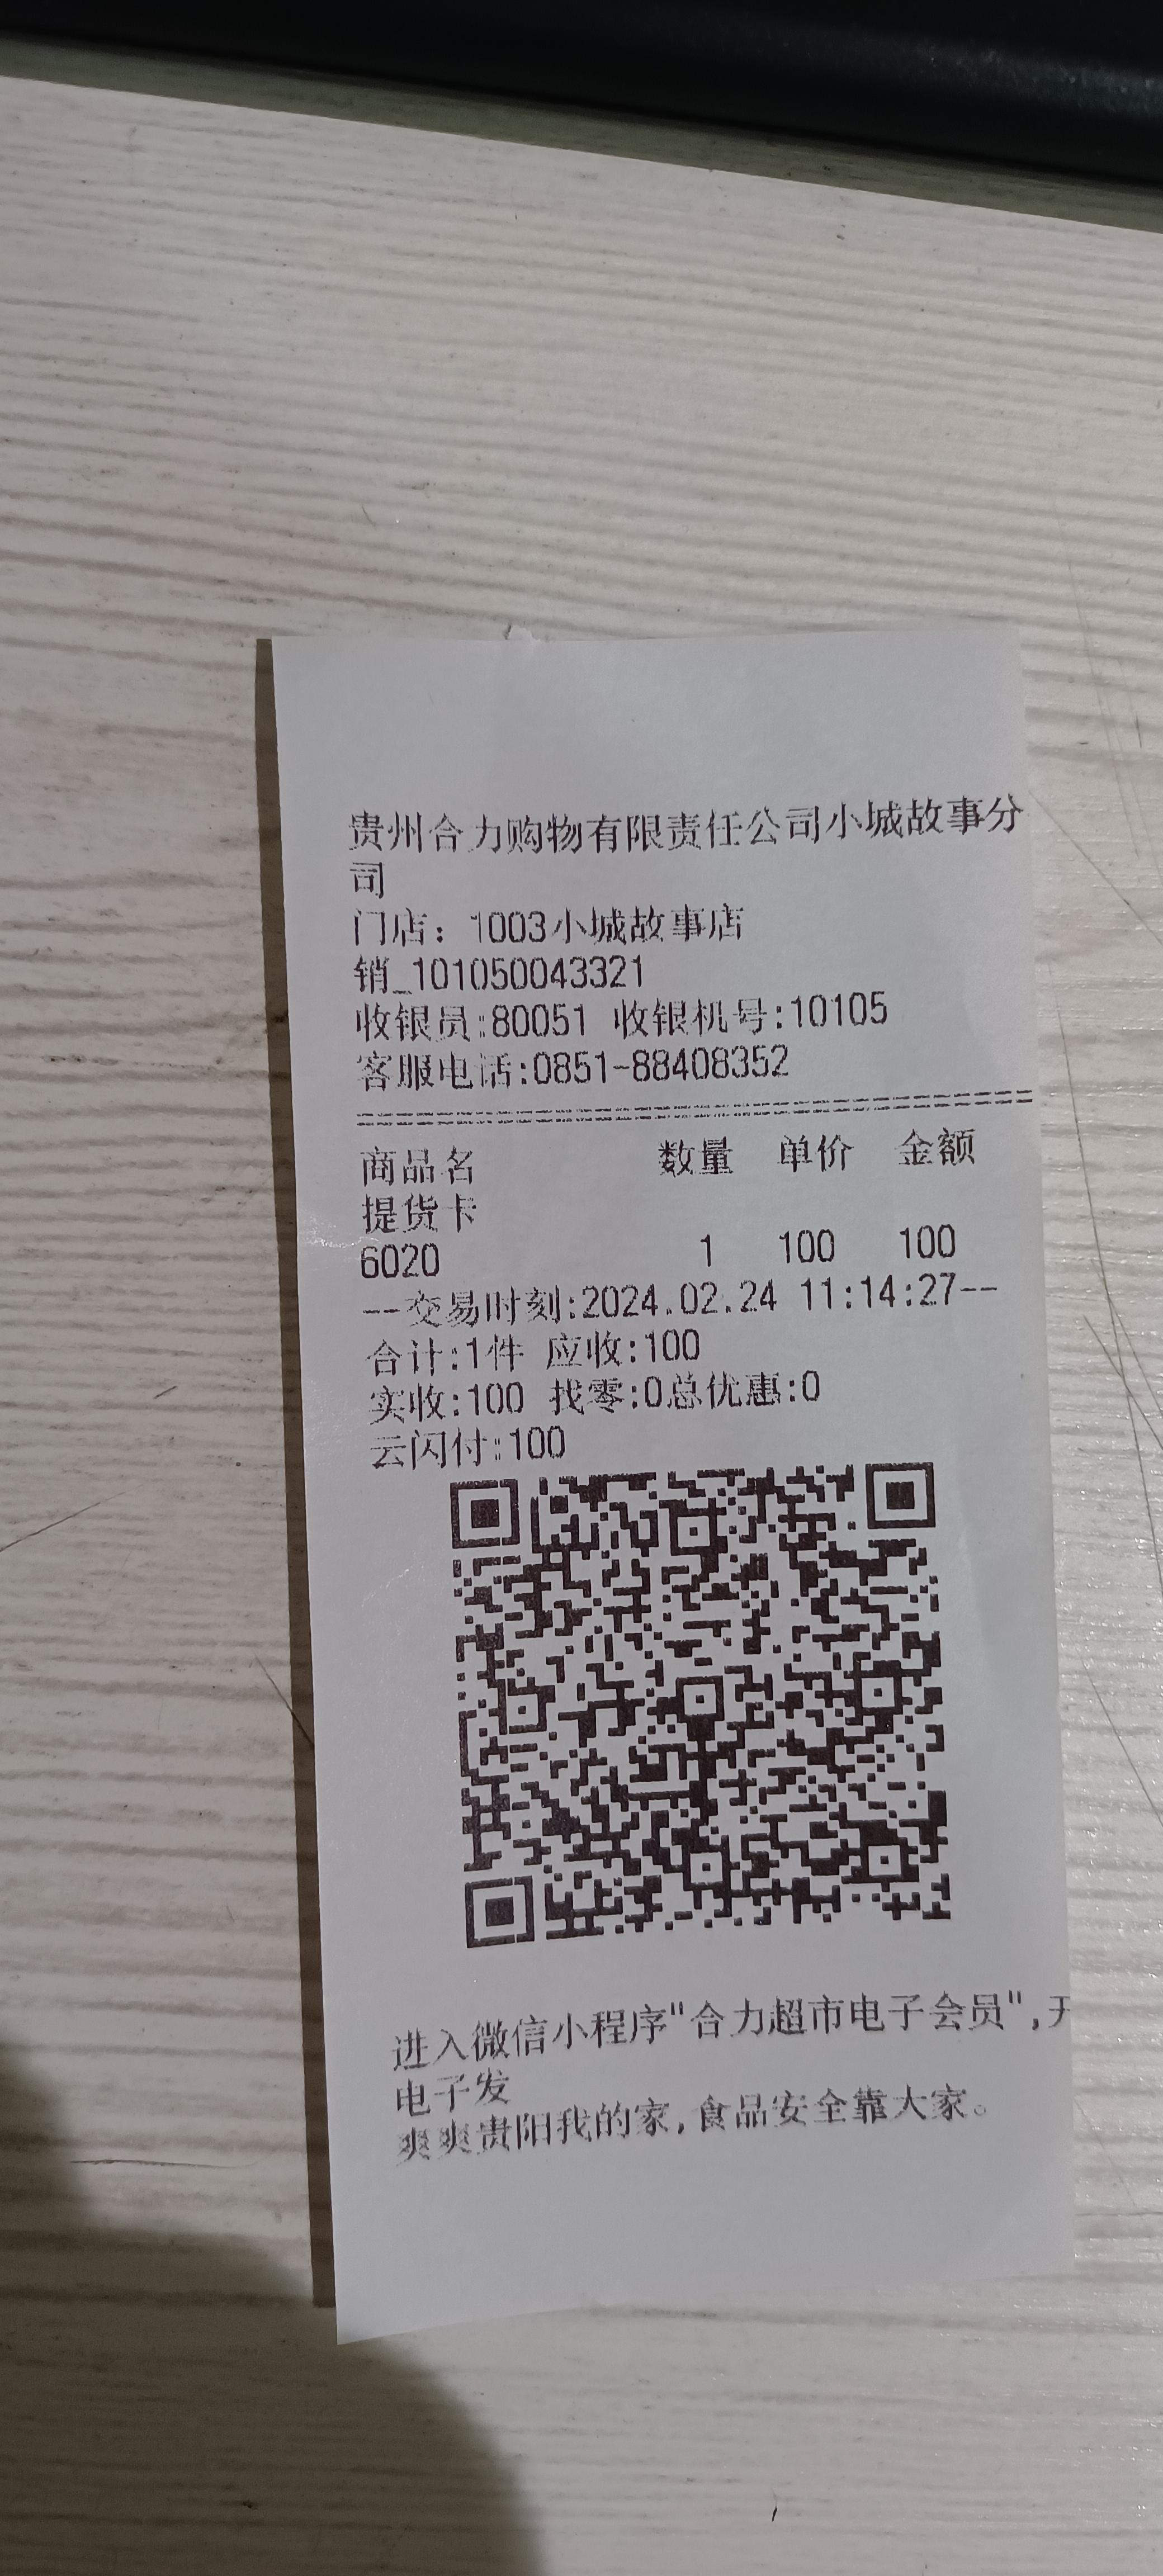 贵州合力购物有限责任公司小城故事分
司
门店：1003小城故事店
销_101050043321
收银员:80051 收银机号:10105
客服电话:0851-88408352
商品名 数量 单价 金额
提货卡
6020 1 100 100
--交易时刻:2024.02.24 11:14:27--
合计:1件 应收:100
实收:100 找零:0总优惠:0
云闪付:100
进入微信小程序"合力超市电子会员",开
电子发
爽爽贵阳我的家,食品安全靠大家。